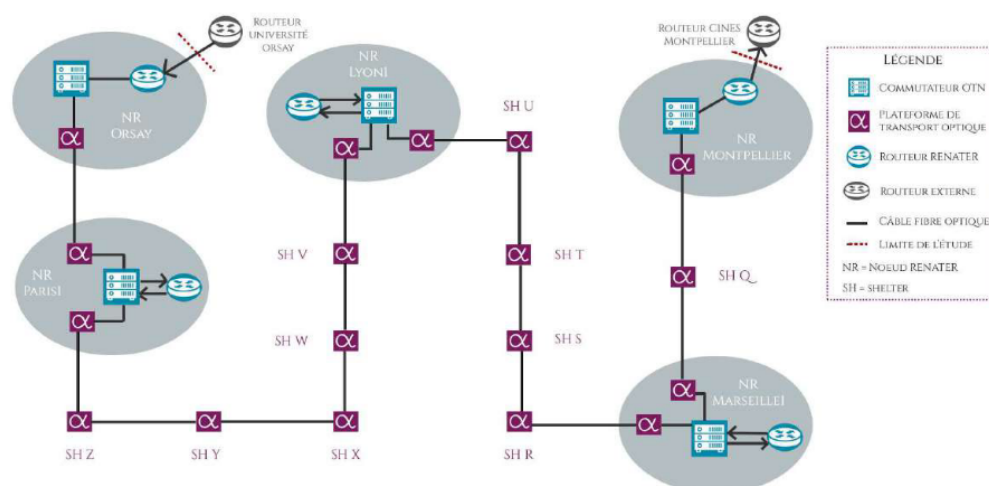 ROUTEUR
UNIVERSITÉ
ORSAY
NR
ORSAY
NR
LYON1
SH U
ROUTEUR CINES
MONTPELLIER
NR
MONTPELLIER
LÉGENDE
COMMUTATEUR OTN
PLATEFORME DE
TRANSPORT OPTIQUE
ROUTEUR RENATER
ROUTEUR EXTERNE
CÂBLE FIBRE OPTIQUE
LIMITE DE L'ÉTUDE
NR = NOEUD RENATER
SH = SHELTER
NR
PARIS1
SH V
SH T
SH Q
SH W
SH S
NR
MARSEILLE1
SH Z
SH Y
SH X
SH R